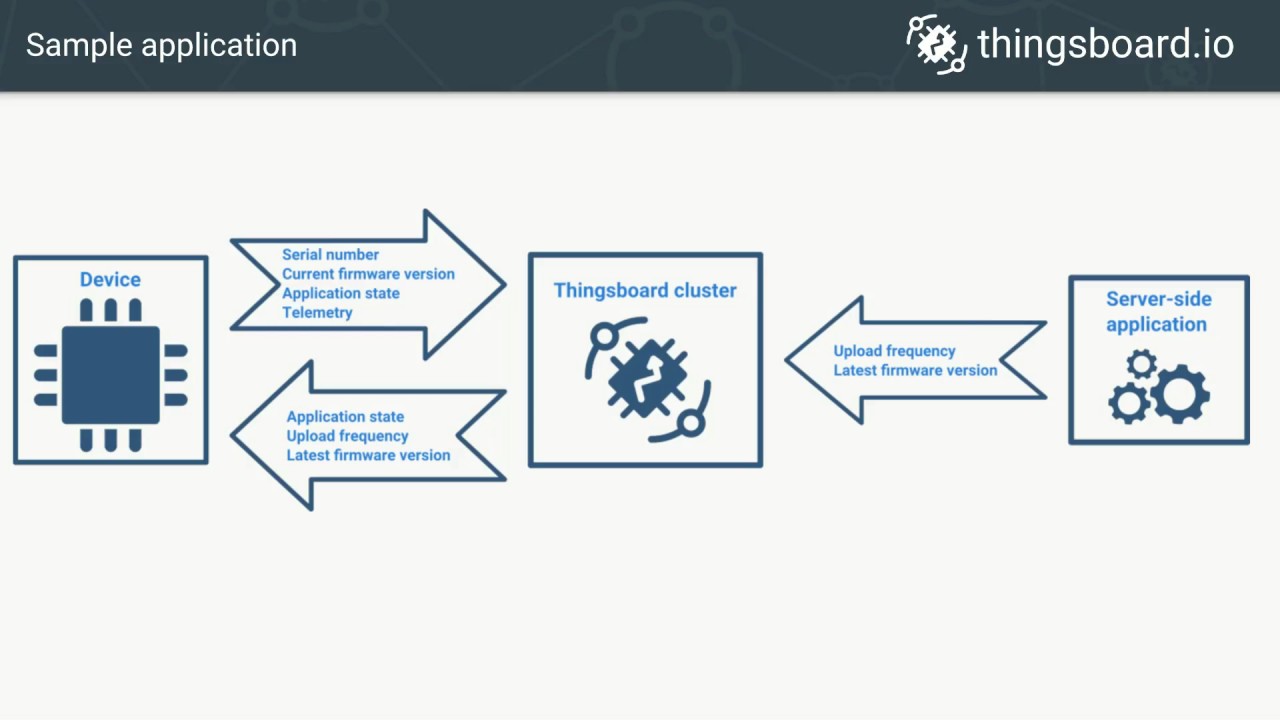 Sample application
thingsboard.io
Device
Serial number
Current firmware version
Application state
Telemetry
Application state
Upload frequency
Latest firmware version
Thingsboard cluster
Upload frequency
Latest firmware version
Server-side
application